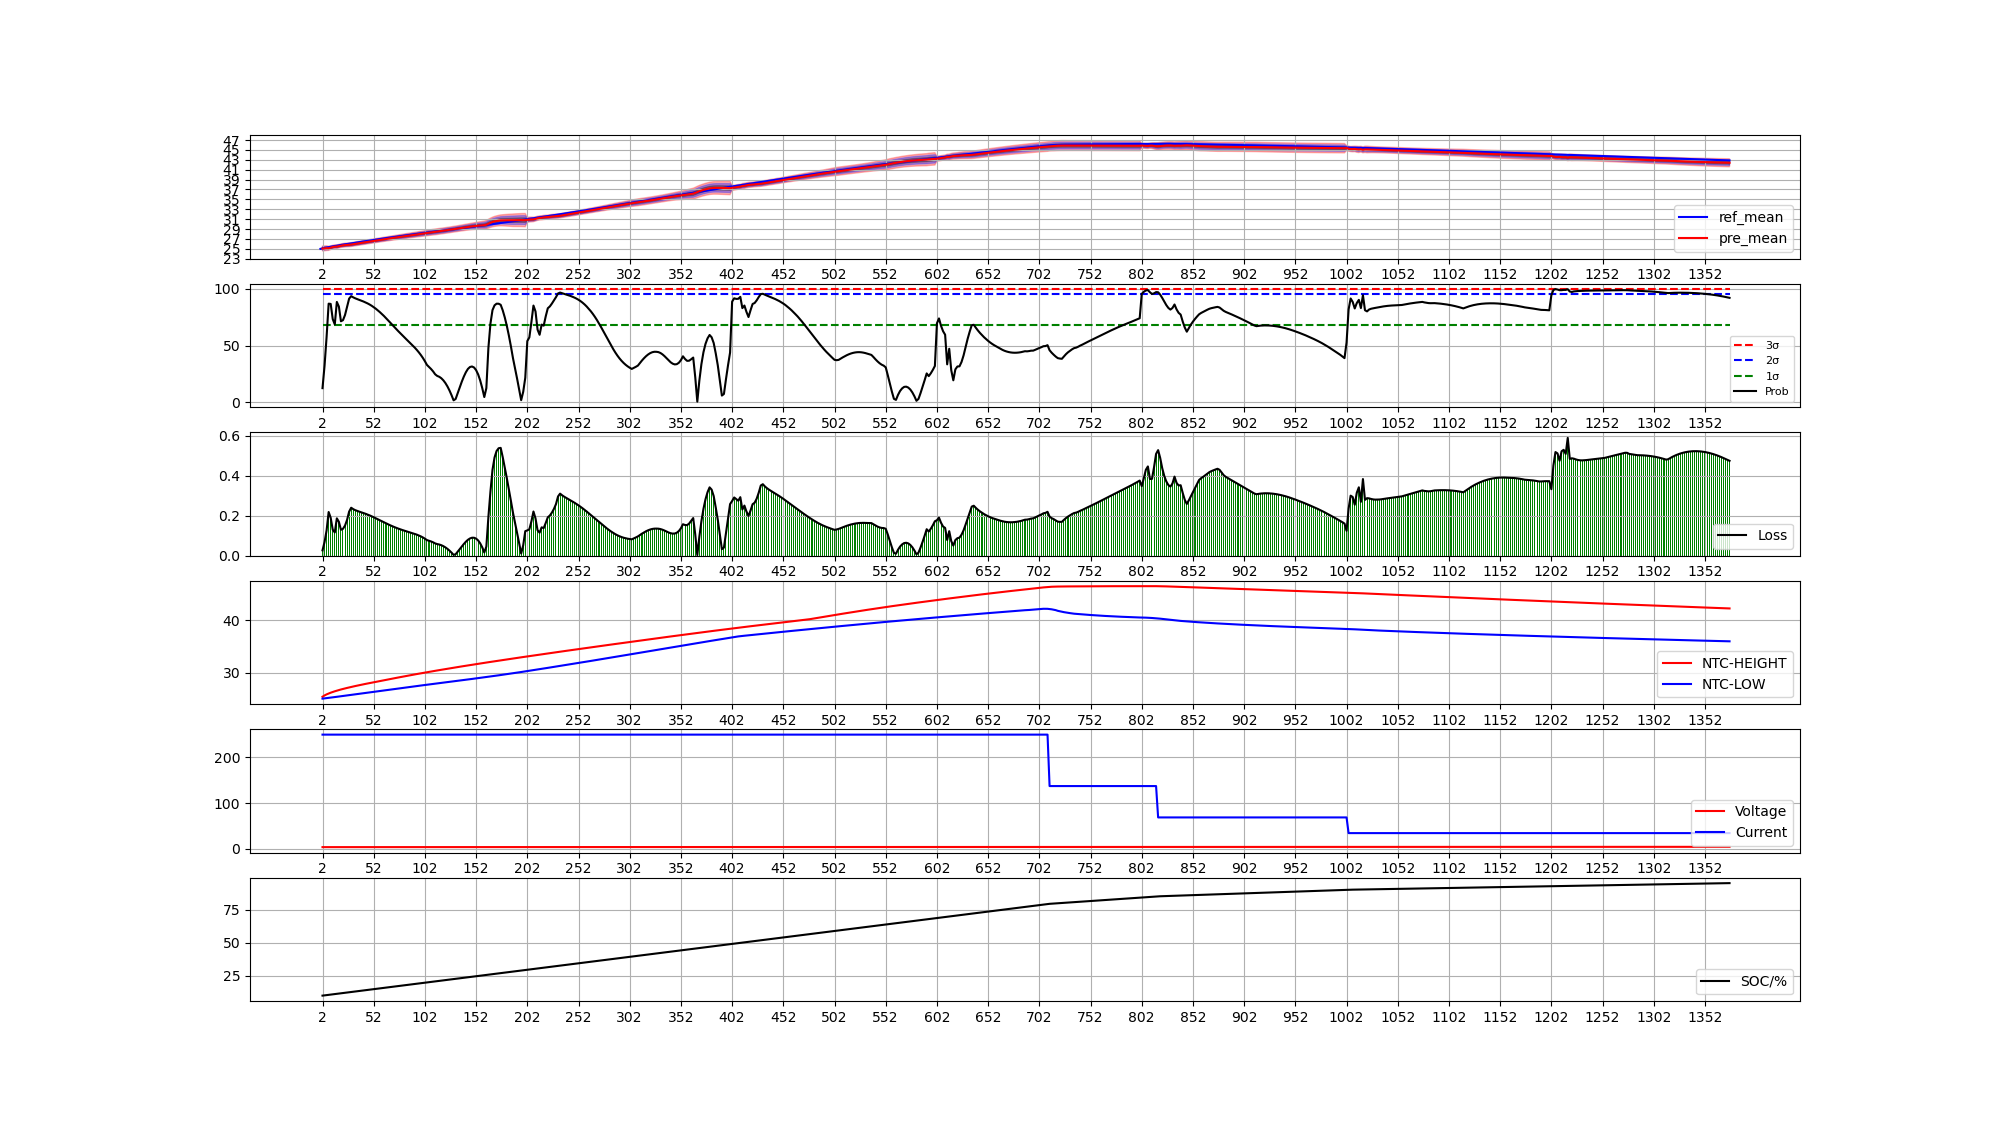 47
45
43
41
39
37
35
33
31
29
27
25
23
ref_mean
pre_mean
2 52 102 152 202 252 302 352 402 452 502 552 602 652 702 752 802 852 902 952 1002 1052 1102 1152 1202 1252 1302 1352
100
50
0
3σ
2σ
1σ
Prob
2 52 102 152 202 252 302 352 402 452 502 552 602 652 702 752 802 852 902 952 1002 1052 1102 1152 1202 1252 1302 1352
0.6
0.4
0.2
0.0
Loss
2 52 102 152 202 252 302 352 402 452 502 552 602 652 702 752 802 852 902 952 1002 1052 1102 1152 1202 1252 1302 1352
40
30
NTC-HEIGHT
NTC-LOW
2 52 102 152 202 252 302 352 402 452 502 552 602 652 702 752 802 852 902 952 1002 1052 1102 1152 1202 1252 1302 1352
200
100
0
Voltage
Current
2 52 102 152 202 252 302 352 402 452 502 552 602 652 702 752 802 852 902 952 1002 1052 1102 1152 1202 1252 1302 1352
75
50
25
SOC/%
2 52 102 152 202 252 302 352 402 452 502 552 602 652 702 752 802 852 902 952 1002 1052 1102 1152 1202 1252 1302 1352